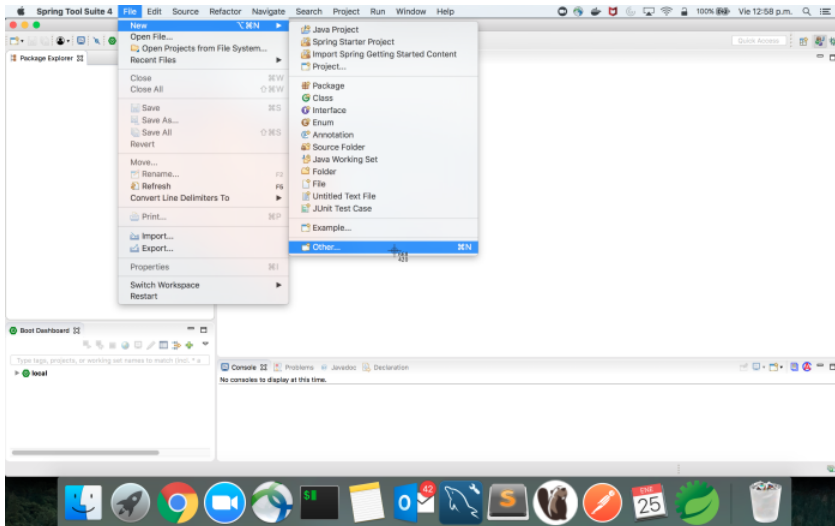 Spring Tool Suite 4 File Edit Source Refactor Navigate Search Project Run Window Help 100% Vie 12:58 p.m.
New ⌥⌘N
Open File...
Open Projects from File System...
Recent Files
Close ⌘W
Close All ⇧⌘W
Save ⌘S
Save As...
Save All ⇧⌘S
Revert
Move...
Rename... F2
Refresh F5
Convert Line Delimiters To
Print... ⌘P
Import...
Export...
Properties ⌘I
Switch Workspace
Restart
Java Project
Spring Starter Project
Import Spring Getting Started Content
Project...
Package
Class
Interface
Enum
Annotation
Source Folder
Java Working Set
Folder
File
Untitled Text File
JUnit Test Case
Example...
Other... ⌘N
Quick Access
Package Explorer
Boot Dashboard
Type tags, projects, or working set names to match (incl. * a
local
Console Problems Javadoc Declaration
No consoles to display at this time.
$
42
S
ENE
25